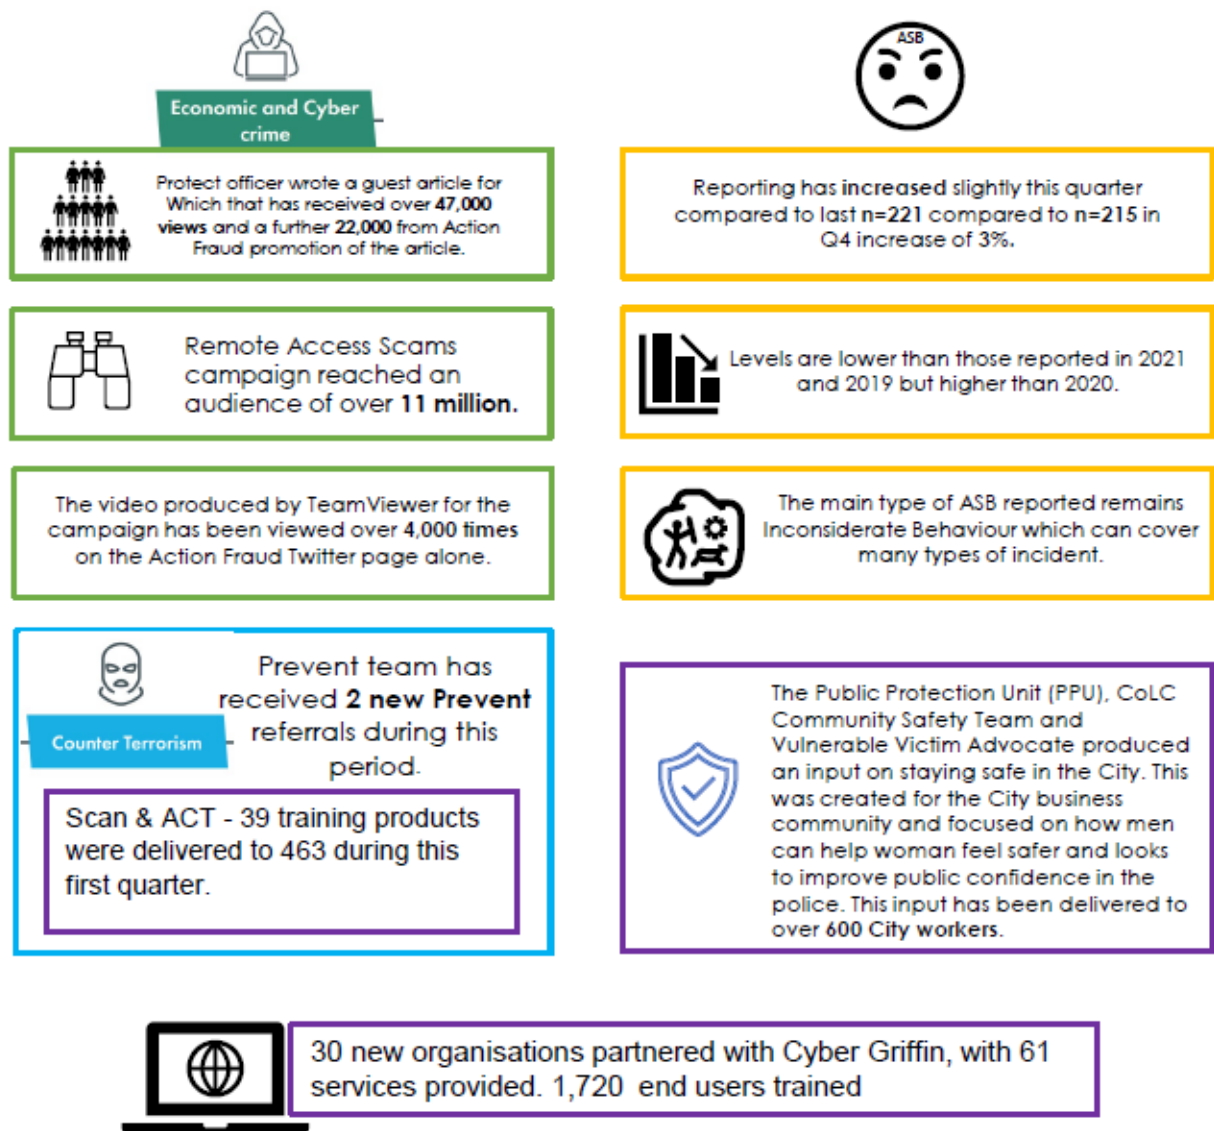 Economic and Cyber
crime
Protect officer wrote a guest article for
Which that has received over 47,000
views and a further 22,000 from Action
Fraud promotion of the article.
Remote Access Scams
campaign reached an
audience of over 11 million.
The video produced by TeamViewer for the
campaign has been viewed over 4,000 times
on the Action Fraud Twitter page alone.
Counter Terrorism
Prevent team has
received 2 new Prevent
referrals during this
period.
Scan & ACT - 39 training products
were delivered to 463 during this
first quarter.
ASB
Reporting has increased slightly this quarter
compared to last n=221 compared to n=215 in
Q4 increase of 3%.
Levels are lower than those reported in 2021
and 2019 but higher than 2020.
The main type of ASB reported remains
Inconsiderate Behaviour which can cover
many types of incident.
The Public Protection Unit (PPU), CoLC
Community Safety Team and
Vulnerable Victim Advocate produced
an input on staying safe in the City. This
was created for the City business
community and focused on how men
can help woman feel safer and looks
to improve public confidence in the
police. This input has been delivered to
over 600 City workers.
30 new organisations partnered with Cyber Griffin, with 61
services provided. 1,720 end users trained